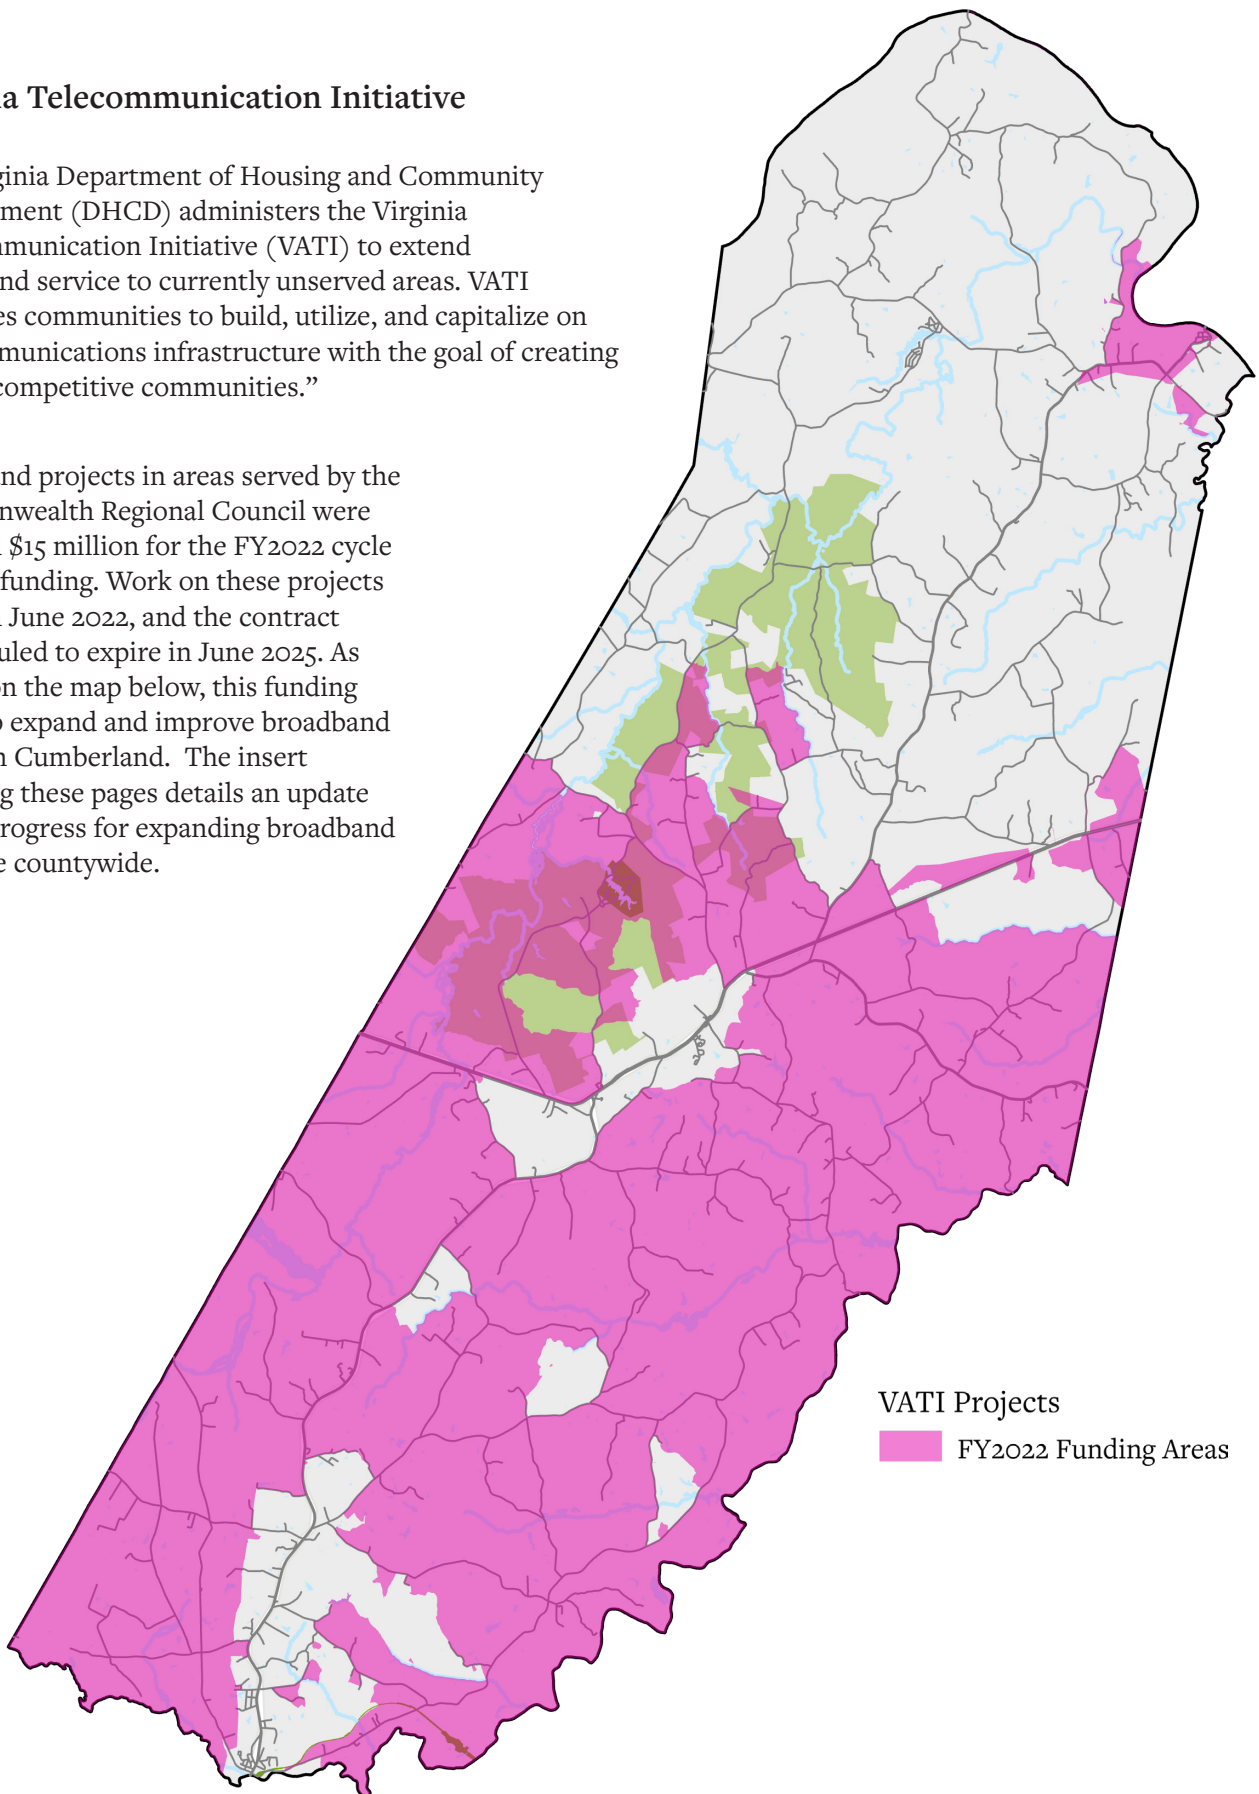 a Telecommunication Initiative
ginia Department of Housing and Community
ment (DHCD) administers the Virginia
mmunication Initiative (VATI) to extend
nd service to currently unserved areas. VATI
es communities to build, utilize, and capitalize on
mmunications infrastructure with the goal of creating
competitive communities.”
nd projects in areas served by the
nwealth Regional Council were
$15 million for the FY2022 cycle
funding. Work on these projects
June 2022, and the contract
uled to expire in June 2025. As
on the map below, this funding
o expand and improve broadband
n Cumberland. The insert
g these pages details an update
rogress for expanding broadband
e countywide.
VATI Projects
FY2022 Funding Areas